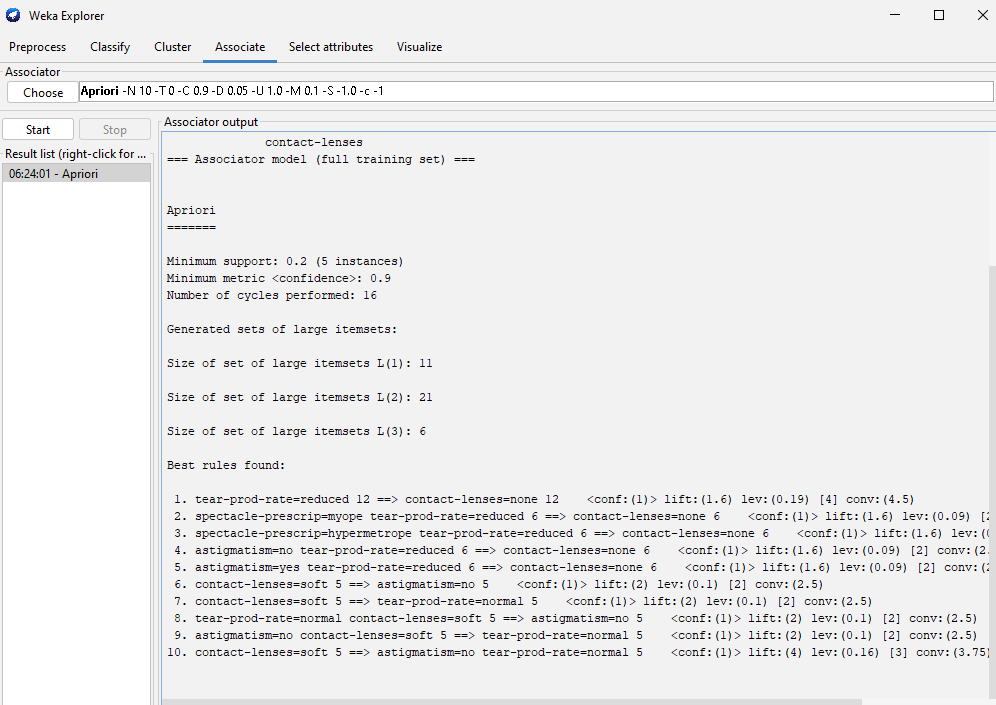 Weka Explorer
Preprocess Classify Cluster Associate Select attributes Visualize
Associator
Choose Apriori -N 10 -T 0 -C 0.9 -D 0.05 -U 1.0 -M 0.1 -S -1.0 -c -1
Start Stop
Result list (right-click for ...
06:24:01 - Apriori
Associator output
contact-lenses
=== Associator model (full training set) ===
Apriori
=======
Minimum support: 0.2 (5 instances)
Minimum metric <confidence>: 0.9
Number of cycles performed: 16
Generated sets of large itemsets:
Size of set of large itemsets L(1): 11
Size of set of large itemsets L(2): 21
Size of set of large itemsets L(3): 6
Best rules found:
1. tear-prod-rate=reduced 12 ==> contact-lenses=none 12 <conf:(1)> lift:(1.6) lev:(0.19) [4] conv:(4.5)
2. spectacle-prescrip=myope tear-prod-rate=reduced 6 ==> contact-lenses=none 6 <conf:(1)> lift:(1.6) lev:(0.09) [2
3. spectacle-prescrip=hypermetrope tear-prod-rate=reduced 6 ==> contact-lenses=none 6 <conf:(1)> lift:(1.6) lev:(
4. astigmatism=no tear-prod-rate=reduced 6 ==> contact-lenses=none 6 <conf:(1)> lift:(1.6) lev:(0.09) [2] conv:(2.
5. astigmatism=yes tear-prod-rate=reduced 6 ==> contact-lenses=none 6 <conf:(1)> lift:(1.6) lev:(0.09) [2] conv:(2
6. contact-lenses=soft 5 ==> astigmatism=no 5 <conf:(1)> lift:(2) lev:(0.1) [2] conv:(2.5)
7. contact-lenses=soft 5 ==> tear-prod-rate=normal 5 <conf:(1)> lift:(2) lev:(0.1) [2] conv:(2.5)
8. tear-prod-rate=normal contact-lenses=soft 5 ==> astigmatism=no 5 <conf:(1)> lift:(2) lev:(0.1) [2] conv:(2.5)
9. astigmatism=no contact-lenses=soft 5 ==> tear-prod-rate=normal 5 <conf:(1)> lift:(2) lev:(0.1) [2] conv:(2.5)
10. contact-lenses=soft 5 ==> astigmatism=no tear-prod-rate=normal 5 <conf:(1)> lift:(4) lev:(0.16) [3] conv:(3.75)